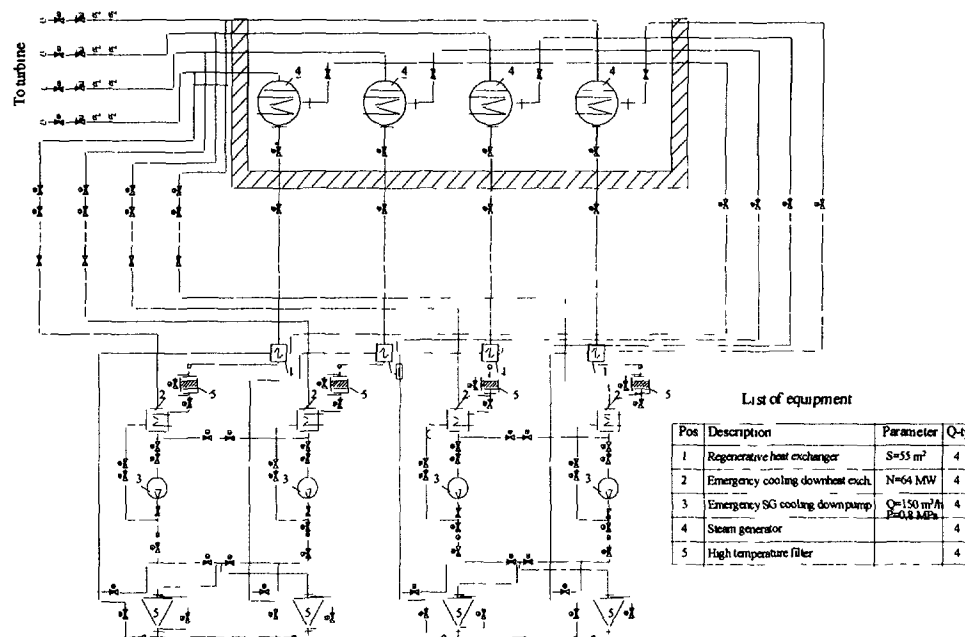 To turbine
4
4
4
4
1
1
1
5
5
5
5
2
2
2
2
3
3
3
3
5
5
5
5
List of equipment
Pos Description Parameter
1 Regenerative heat exchanger S=55 m² 4
2 Emergency cooling downheat exch. N=64 MW 4
3 Emergency SG cooling down pump Q=150 m³/h P=0,8 MPa 4
4 Steam generator 4
5 High temperature filter 4